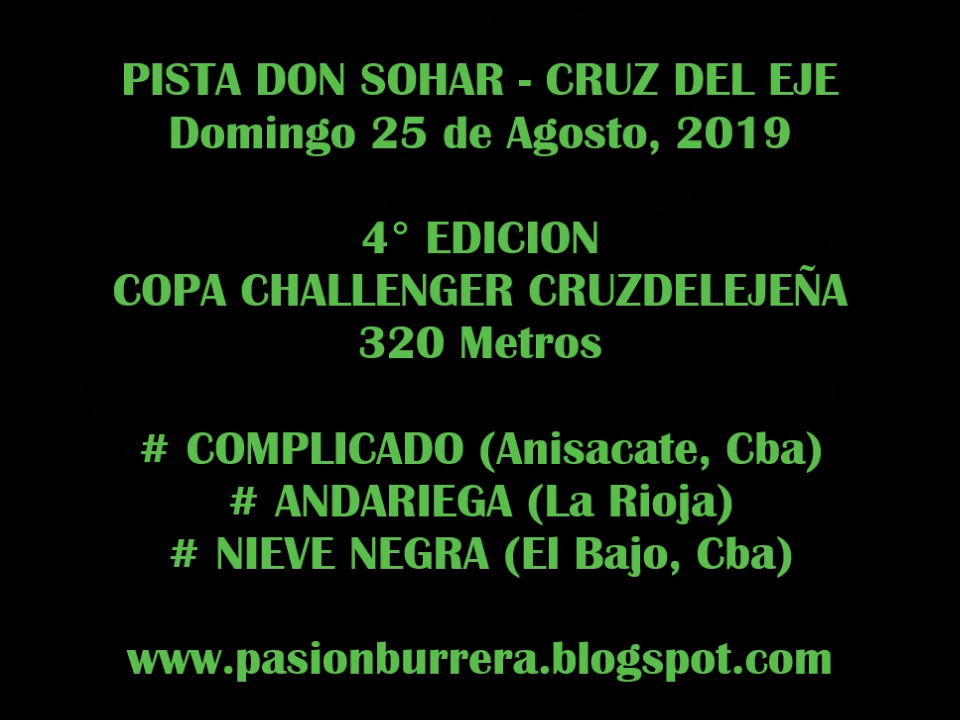 PISTA DON SOHAR - CRUZ DEL EJE
Domingo 25 de Agosto, 2019
4° EDICION
COPA CHALLENGER CRUZDELEJEÑA
320 Metros
# COMPLICADO (Anisacate, Cba)
# ANDARIEGA (La Rioja)
# NIEVE NEGRA (El Bajo, Cba)
www.pasionburrera.blogspot.com